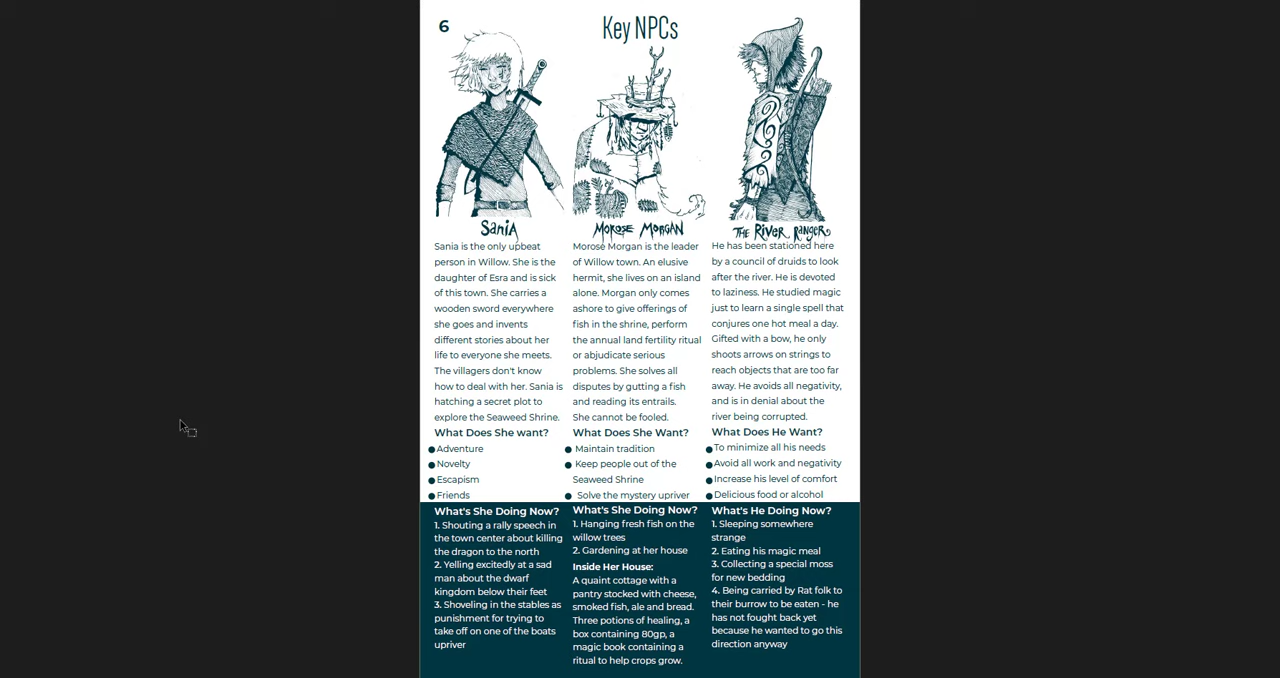 6
Key NPCs
Sania
Sania is the only upbeat
person in Willow. She is the
daughter of Esra and is sick
of this town. She carries a
wooden sword everywhere
she goes and invents
different stories about her
life to everyone she meets.
The villagers don't know
how to deal with her. Sania is
hatching a secret plot to
explore the Seaweed Shrine.
What Does She want?
● Adventure
● Novelty
● Escapism
● Friends
What's She Doing Now?
1. Shouting a rally speech in
the town center about killing
the dragon to the north
2. Yelling excitedly at a sad
man about the dwarf
kingdom below their feet
3. Shoveling in the stables as
punishment for trying to
take off on one of the boats
upriver
Morose Morgan
Morose Morgan is the leader
of Willow town. An elusive
hermit, she lives on an island
alone. Morgan only comes
ashore to give offerings of
fish in the shrine, perform
the annual land fertility ritual
or abjudicate serious
problems. She solves all
disputes by gutting a fish
and reading its entrails.
She cannot be fooled.
What Does She Want?
● Maintain tradition
● Keep people out of the
Seaweed Shrine
● Solve the mystery upriver
What's She Doing Now?
1. Hanging fresh fish on the
willow trees
2. Gardening at her house
Inside Her House:
A quaint cottage with a
pantry stocked with cheese,
smoked fish, ale and bread.
Three potions of healing, a
box containing 80gp, a
magic book containing a
ritual to help crops grow.
The River Ranger
He has been stationed here
by a council of druids to look
after the river. He is devoted
to laziness. He studied magic
just to learn a single spell that
conjures one hot meal a day.
Gifted with a bow, he only
shoots arrows on strings to
reach objects that are too far
away. He avoids all negativity,
and is in denial about the
river being corrupted.
What Does He Want?
● To minimize all his needs
● Avoid all work and negativity
● Increase his level of comfort
● Delicious food or alcohol
What's He Doing Now?
1. Sleeping somewhere
strange
2. Eating his magic meal
3. Collecting a special moss
for new bedding
4. Being carried by Rat folk to
their burrow to be eaten - he
has not fought back yet
because he wanted to go this
direction anyway